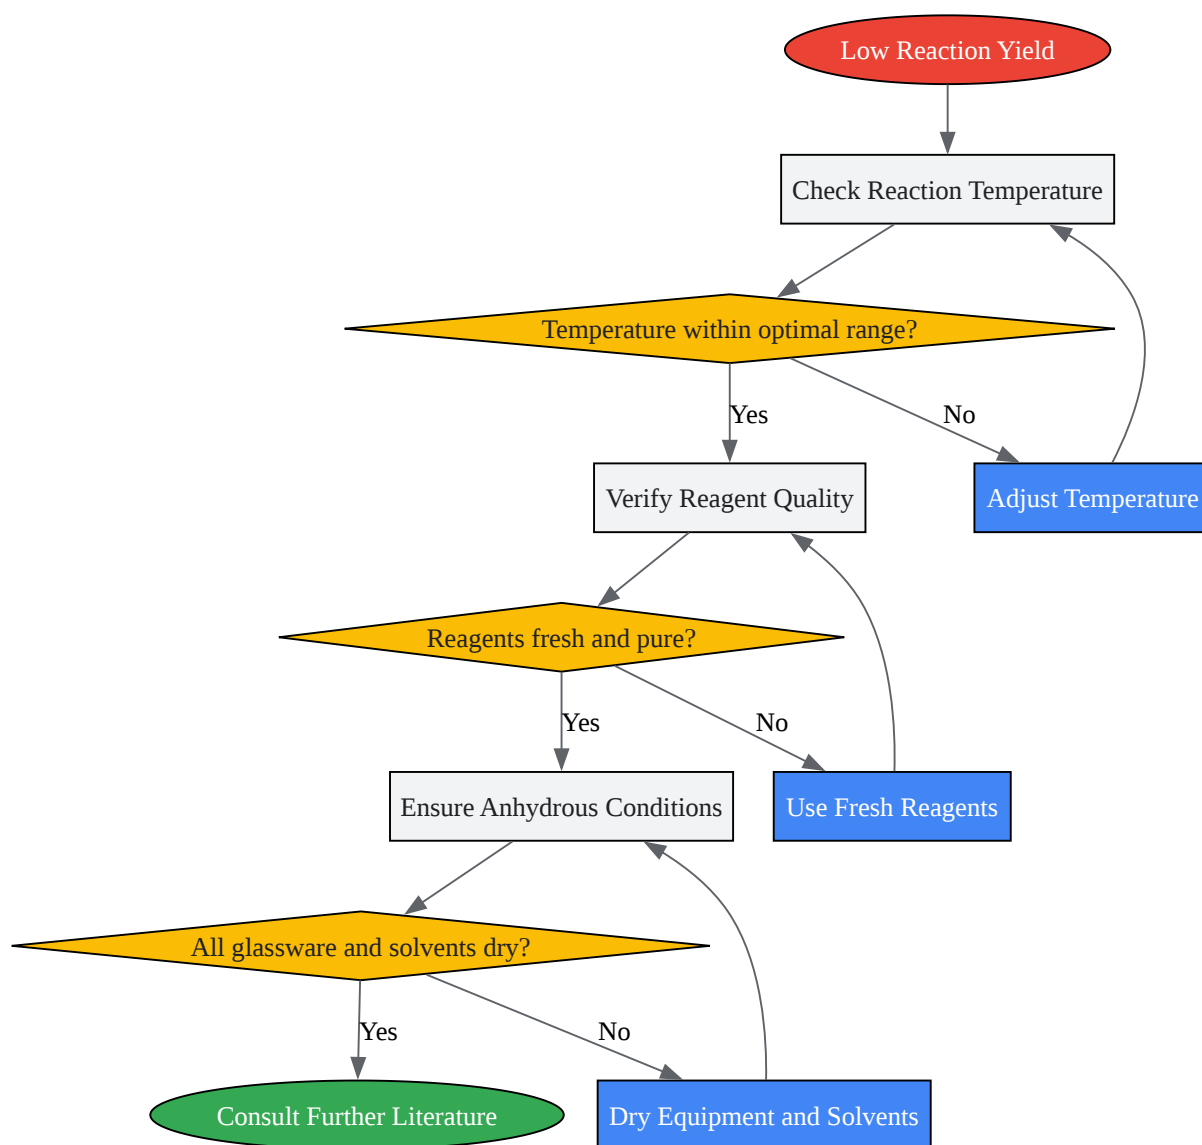 Low Reaction Yield
Check Reaction Temperature
Temperature within optimal range?
Yes
No
Verify Reagent Quality
Adjust Temperature
Reagents fresh and pure?
Yes
No
Ensure Anhydrous Conditions
Use Fresh Reagents
All glassware and solvents dry?
Yes
No
Consult Further Literature
Dry Equipment and Solvents